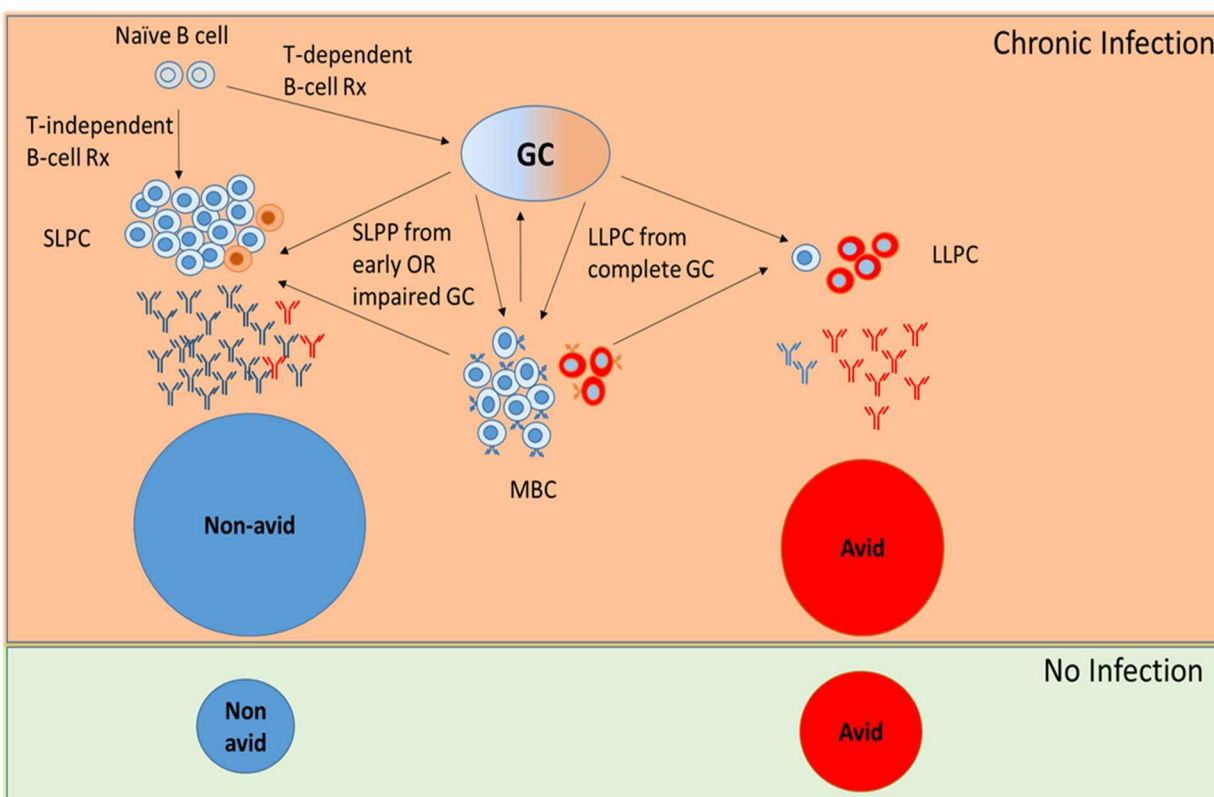 Chronic Infection
Naïve B cell
T-dependent
B-cell Rx
T-independent
B-cell Rx
GC
SLPC
SLPP from
early OR
impaired GC
LLPC from
complete GC
LLPC
MBC
Non-avid
Avid
No Infection
Non
avid
Avid